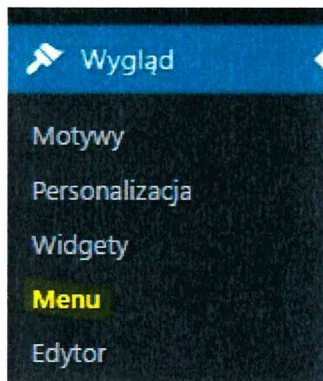 Wygląd
Motywy
Personalizacja
Widgety
Menu
Edytor